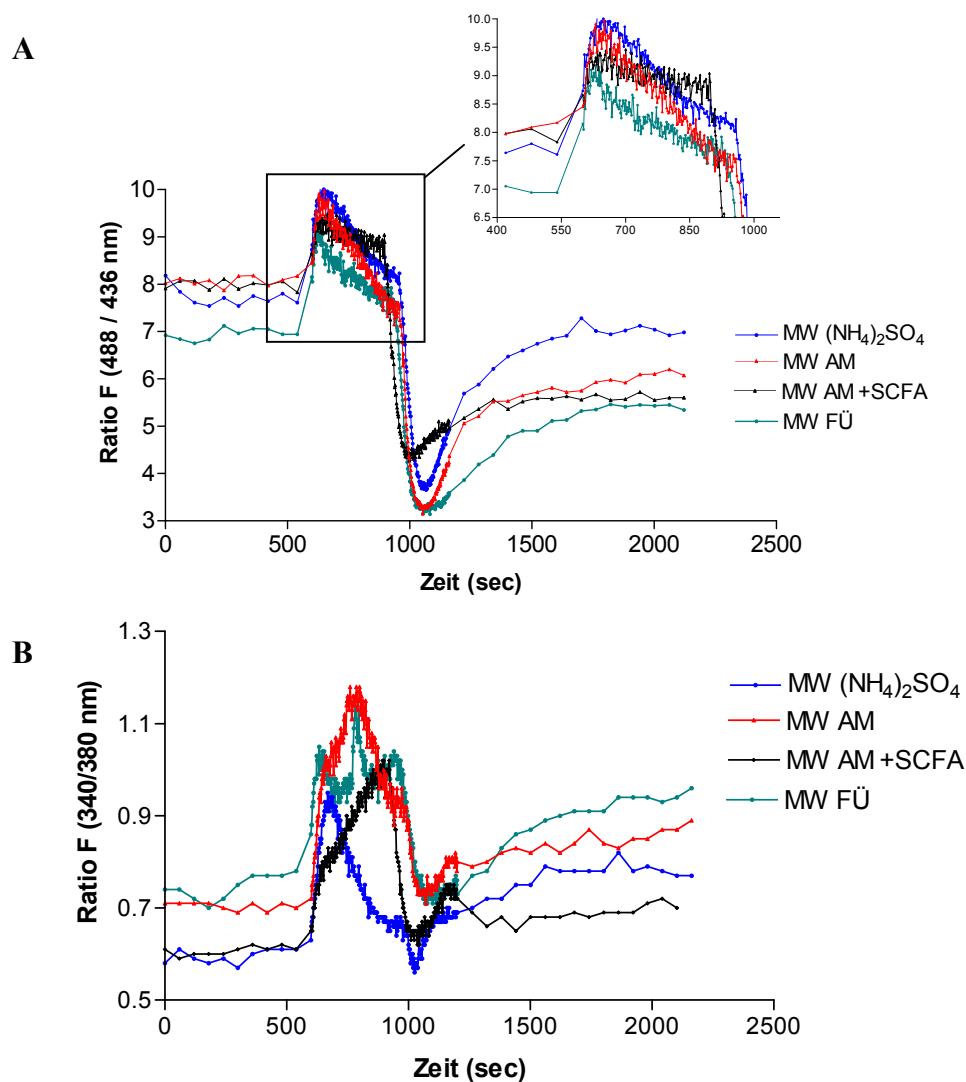 A
10.0
9.5
9.0
8.5
8.0
7.5
7.0
6.5
400
550
700
850
1000
Ratio F (488 / 436 nm)
10
9
8
7
6
5
4
3
0
500
1000
1500
2000
2500
Zeit (sec)
MW (NH₄)₂SO₄
MW AM
MW AM +SCFA
MW FÜ
B
Ratio F (340/380 nm)
1.3
1.1
0.9
0.7
0.5
0
500
1000
1500
2000
2500
Zeit (sec)
MW (NH₄)₂SO₄
MW AM
MW AM +SCFA
MW FÜ